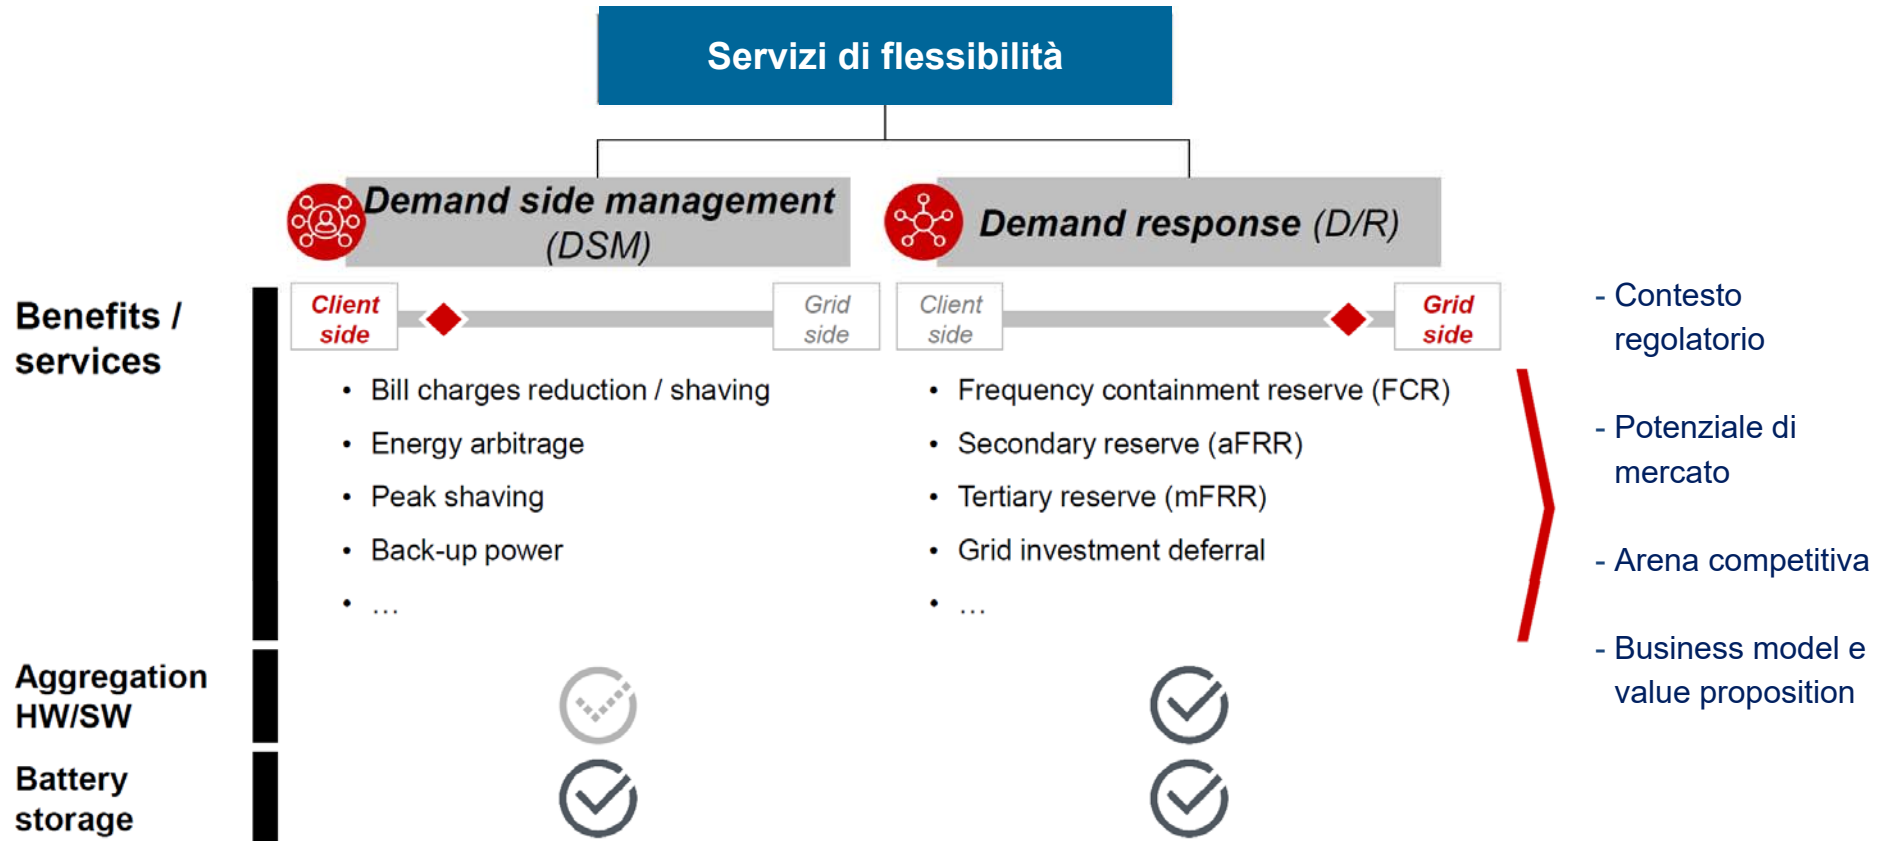 Servizi di flessibilità
Demand side management
(DSM)
Demand response (D/R)
Benefits /
services
Client
side
Grid
side
Client
side
Grid
side
• Bill charges reduction / shaving
• Energy arbitrage
• Peak shaving
• Back-up power
• …
• Frequency containment reserve (FCR)
• Secondary reserve (aFRR)
• Tertiary reserve (mFRR)
• Grid investment deferral
• …
- Contesto
regolatorio
- Potenziale di
mercato
- Arena competitiva
- Business model e
value proposition
Aggregation
HW/SW
Battery
storage